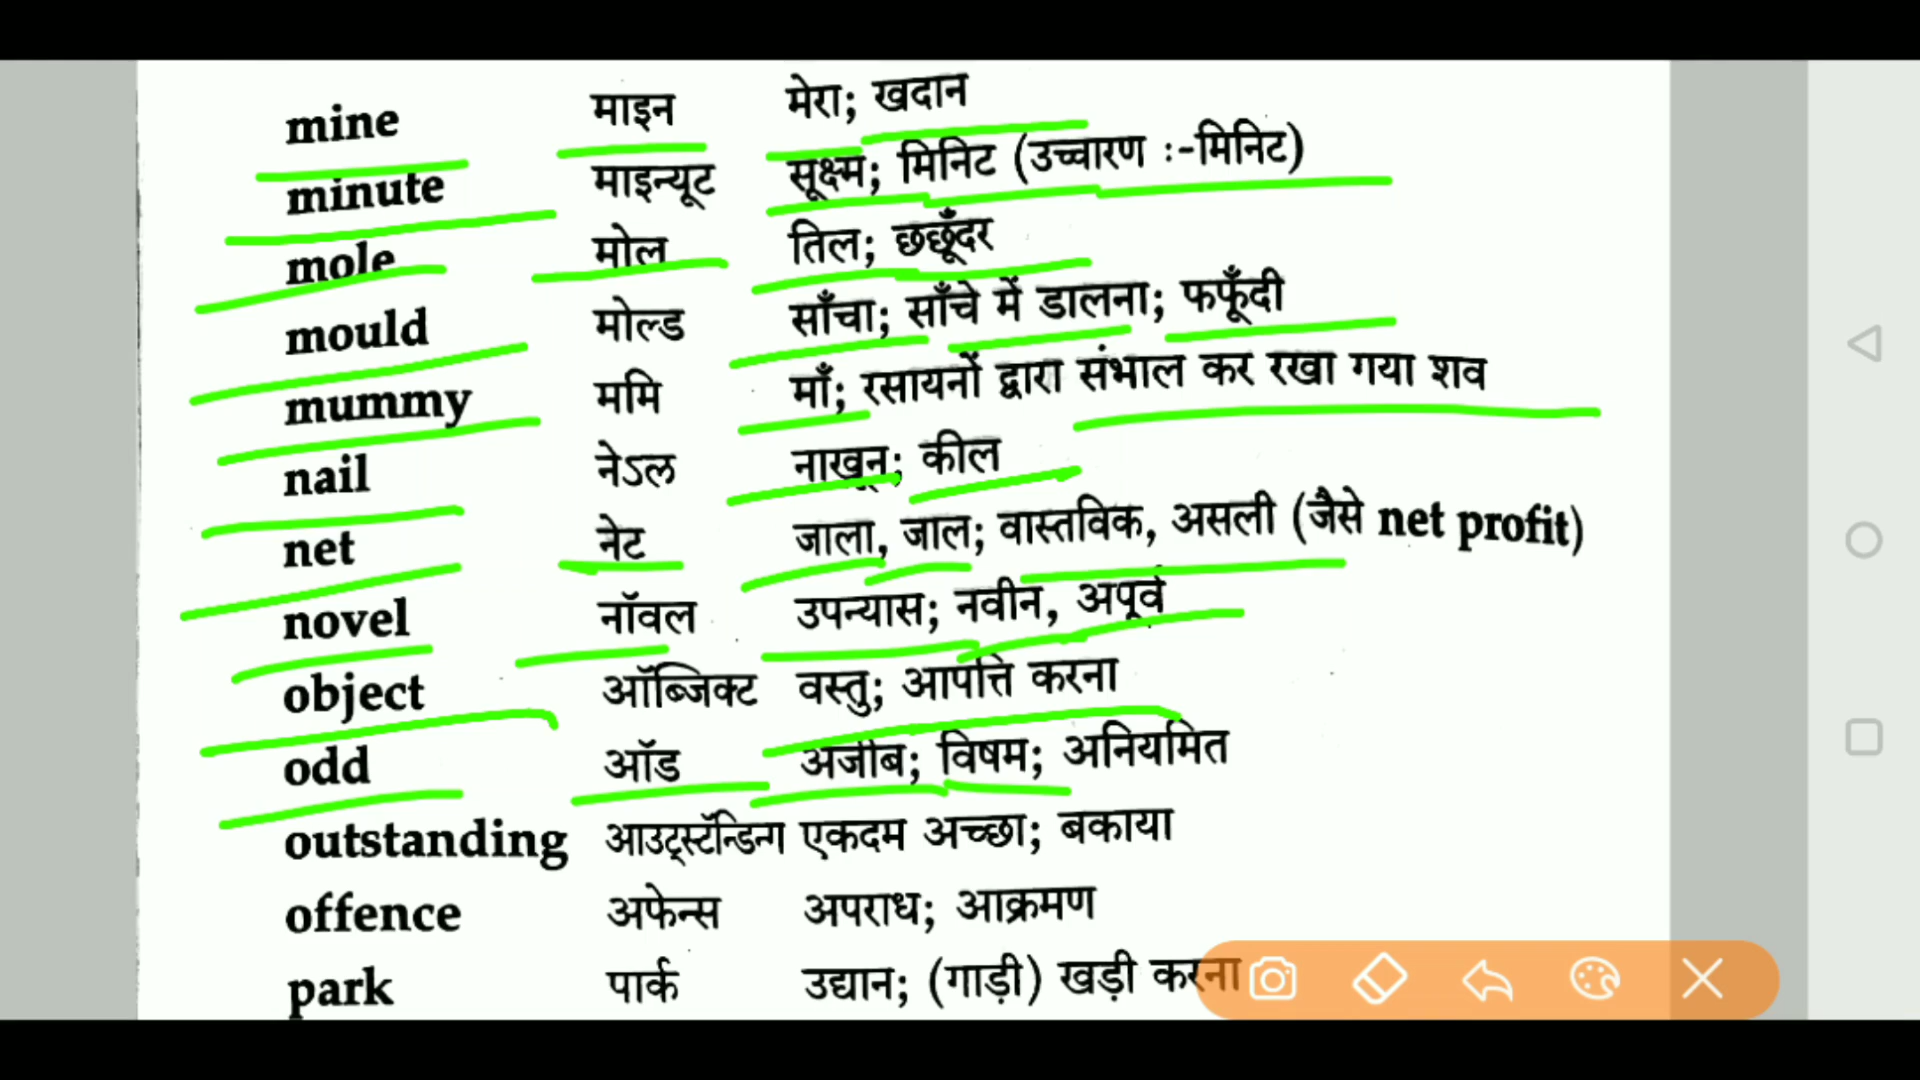 mine माइन मेरा; खदान
minute माइन्यूट सूक्ष्म; मिनिट (उच्चारण :-मिनिट)
mole मोल तिल; छछूँदर
mould मोल्ड साँचा; साँचे में डालना; फफूँदी
mummy ममि माँ; रसायनों द्वारा संभाल कर रखा गया शव
nail नेऽल नाखून; कील
net नेट जाला, जाल; वास्तविक, असली (जैसे net profit)
novel नॉवल उपन्यास; नवीन, अपूर्व
object ऑब्जिक्ट वस्तु; आपत्ति करना
odd ऑड अजीब; विषम; अनियमित
outstanding आउट्स्टॅन्डिन्ग एकदम अच्छा; बकाया
offence अफेन्स अपराध; आक्रमण
park पार्क उद्यान; (गाड़ी) खड़ी करना